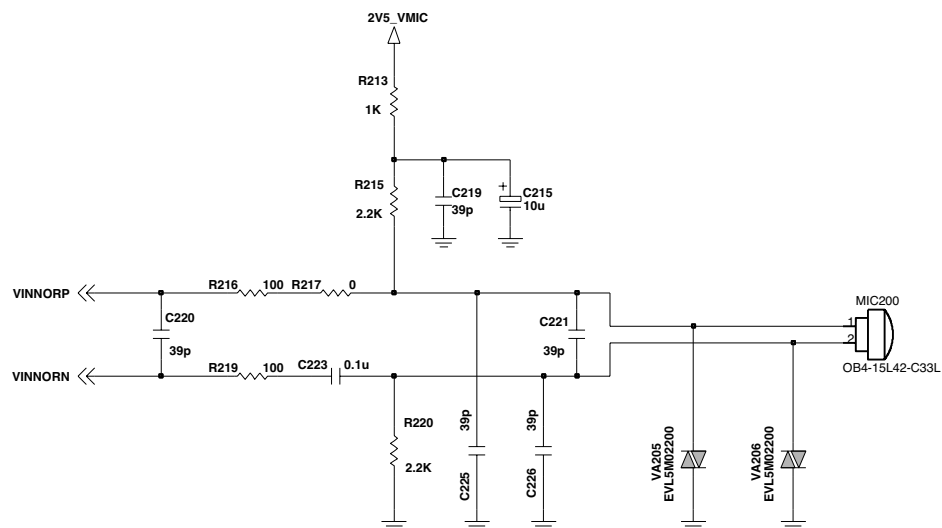 2V5_VMIC
R213
1K
R215
2.2K
C219
39p
+
C215
10u
VINNORP
R216
100
R217
0
C220
39p
C221
39p
VINNORN
R219
100
C223
0.1u
R220
2.2K
39p
C225
39p
C226
VA205
EVL5M02200
VA206
EVL5M02200
MIC200
1
2
OB4-15L42-C33L